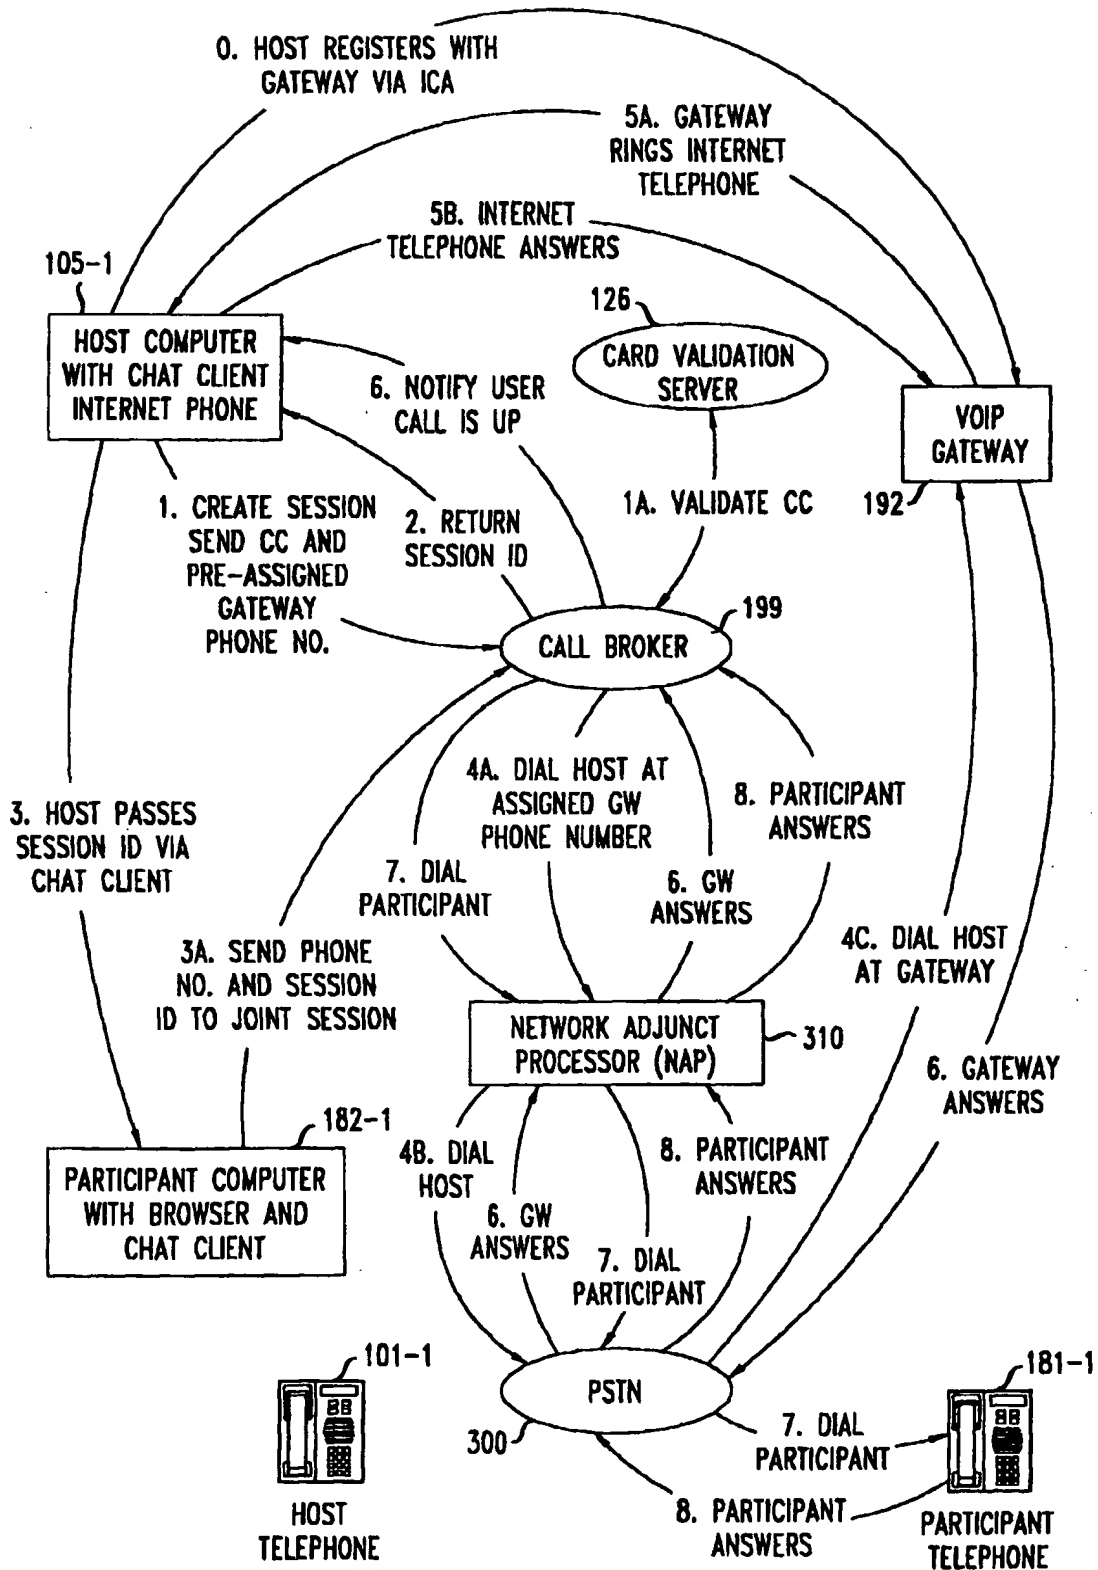 0. HOST REGISTERS WITH
GATEWAY VIA ICA
5A. GATEWAY
RINGS INTERNET
TELEPHONE
5B. INTERNET
TELEPHONE ANSWERS
105-1
HOST COMPUTER
WITH CHAT CLIENT
INTERNET PHONE
126
CARD VALIDATION
SERVER
6. NOTIFY USER
CALL IS UP
VOIP
GATEWAY
192
1. CREATE SESSION
SEND CC AND
PRE-ASSIGNED
GATEWAY
PHONE NO.
2. RETURN
SESSION ID
1A. VALIDATE CC
199
CALL BROKER
3. HOST PASSES
SESSION ID VIA
CHAT CLIENT
4A. DIAL HOST AT
ASSIGNED GW
PHONE NUMBER
8. PARTICIPANT
ANSWERS
7. DIAL
PARTICIPANT
6. GW
ANSWERS
3A. SEND PHONE
NO. AND SESSION
ID TO JOINT SESSION
4C. DIAL HOST
AT GATEWAY
NETWORK ADJUNCT
PROCESSOR (NAP)
310
6. GATEWAY
ANSWERS
182-1
PARTICIPANT COMPUTER
WITH BROWSER AND
CHAT CLIENT
4B. DIAL
HOST
8. PARTICIPANT
ANSWERS
6. GW
ANSWERS
7. DIAL
PARTICIPANT
101-1
HOST
TELEPHONE
PSTN
300
181-1
7. DIAL
PARTICIPANT
8. PARTICIPANT
ANSWERS
PARTICIPANT
TELEPHONE